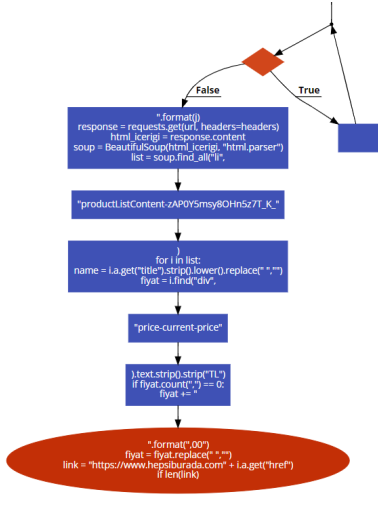 False
True
".format(j)
response = requests.get(url, headers=headers)
html_icerigi = response.content
soup = BeautifulSoup(html_icerigi, "html.parser")
list = soup.find_all("li",
"productListContent-zAP0Y5msy8OHn5z7T_K_"
)
for i in list:
name = i.a.get("title").strip().lower().replace(" ","")
fiyat = i.find("div",
"price-current-price"
).text.strip().strip("TL")
if fiyat.count(",") == 0:
fiyat += "
".format(",00")
fiyat = fiyat.replace(" ","")
link = "https://www.hepsiburada.com" + i.a.get("href")
if len(link)